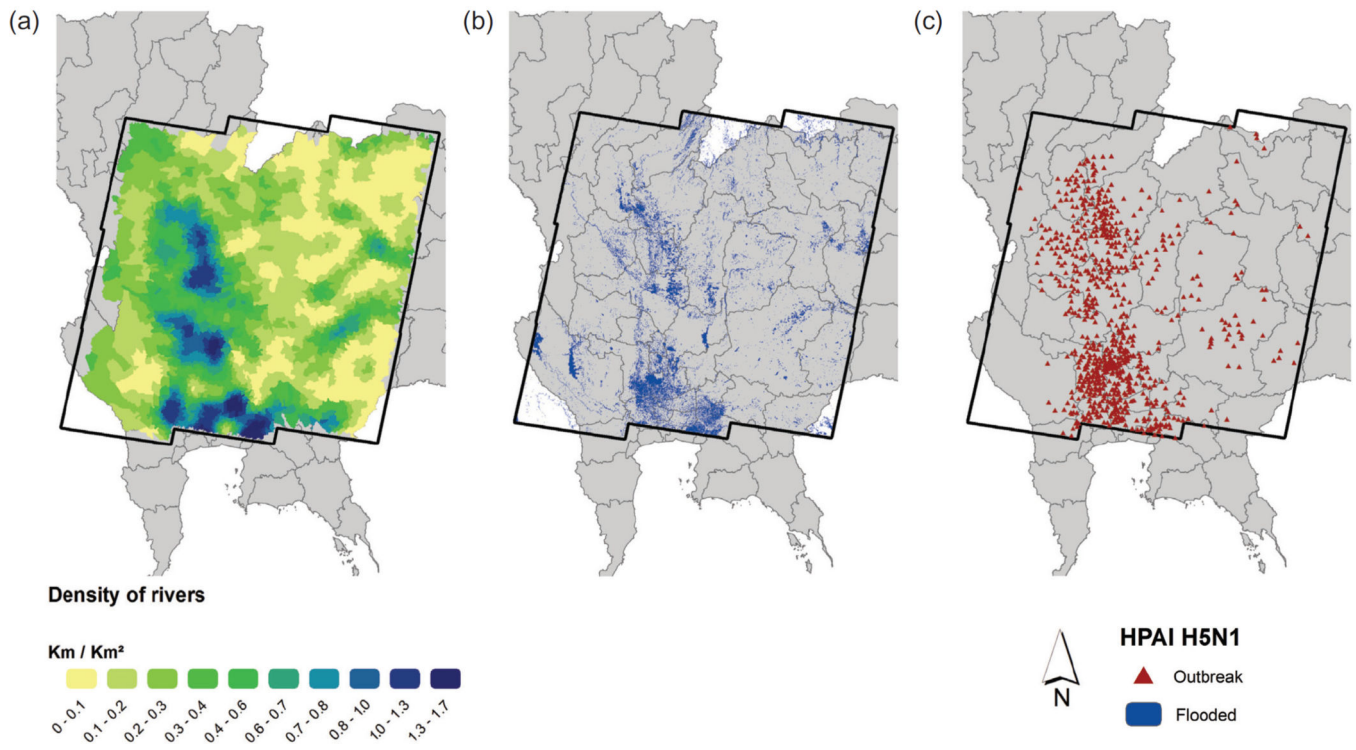 (a)
(b)
(c)
Density of rivers
Km / Km²
0 - 0.1
0.1 - 0.2
0.2 - 0.3
0.3 - 0.4
0.4 - 0.6
0.6 - 0.7
0.7 - 0.8
0.8 - 1.0
1.0 - 1.3
1.3 - 1.7
N
HPAI H5N1
Outbreak
Flooded